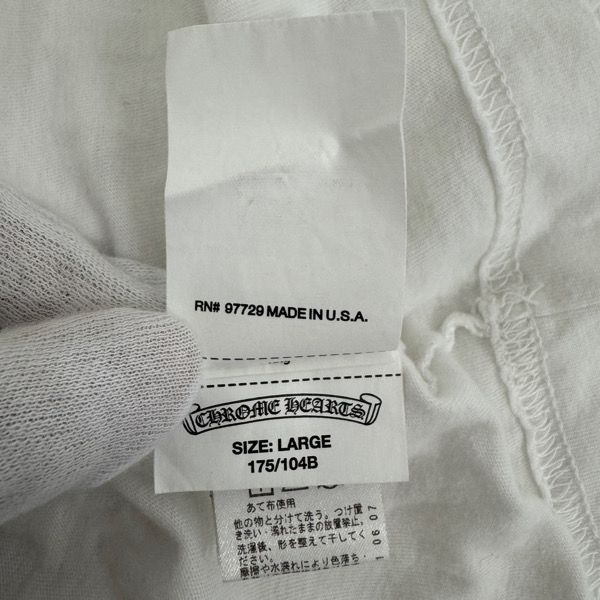 RN# 97729 MADE IN U.S.A.
CHROME HEARTS
SIZE: LARGE
175/104B
あて布使用
他の物と分けて洗う。つけ置
き洗い・濡れたままの放置禁止。
洗濯後、形を整えて干してく
摩擦や水濡れにより色落ち・
06 07